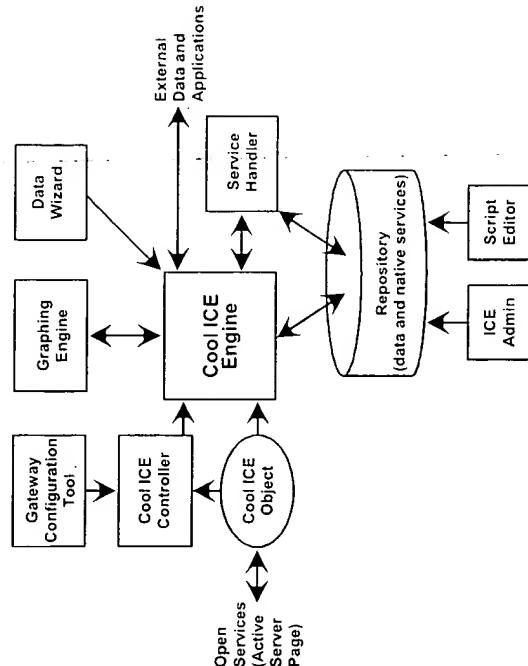 Gateway
Configuration
Tool
Graphing
Engine
Data
Wizard
External
Data and
Applications
Cool ICE
Controller
Cool ICE
Engine
Service
Handler
Open
Services
(Active
Server
Page)
Cool ICE
Object
Repository
(data and native services)
ICE
Admin
Script
Editor